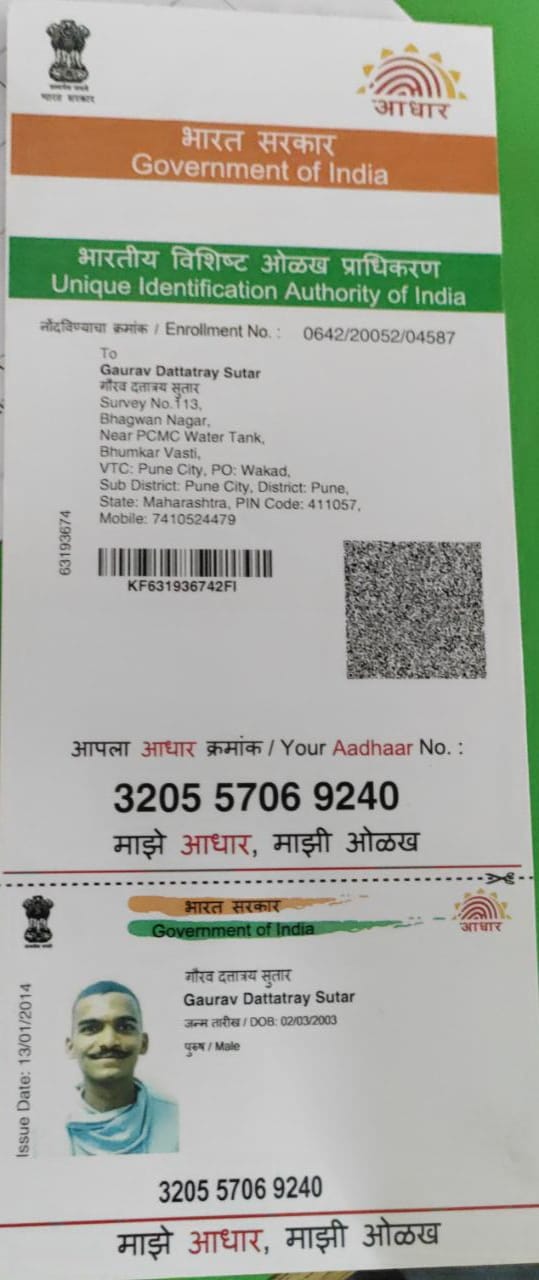 भारत सरकार
आधार
भारत सरकार
Government of India
भारतीय विशिष्ट ओळख प्राधिकरण
Unique Identification Authority of India
नोंदविण्याचा क्रमांक / Enrollment No. : 0642/20052/04587
To
Gaurav Dattatray Sutar
गौरव दतात्रय सुतार
Survey No.113,
Bhagwan Nagar,
Near PCMC Water Tank,
Bhumkar Vasti,
VTC: Pune City, PO: Wakad,
Sub District: Pune City, District: Pune,
State: Maharashtra, PIN Code: 411057,
Mobile: 7410524479
63193674
KF631936742FI
आपला आधार क्रमांक / Your Aadhaar No. :
3205 5706 9240
माझे आधार, माझी ओळख
भारत सरकार
Government of India
आधार
गौरव दतात्रय सुतार
Gaurav Dattatray Sutar
जन्म तारीख / DOB: 02/03/2003
पुरुष / Male
Issue Date: 13/01/2014
3205 5706 9240
माझे आधार, माझी ओळख